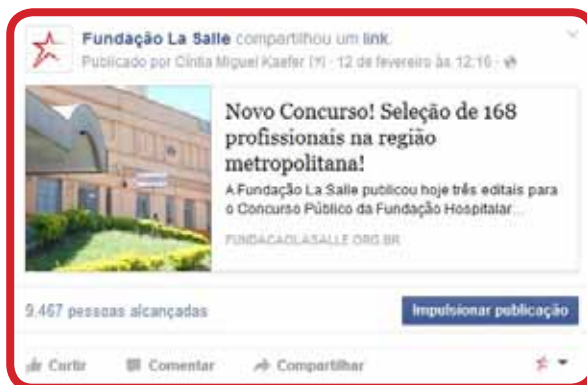 Fundação La Salle compartilhou um link.
Publicado por Cíntia Miguel Kaefer [?] · 12 de fevereiro às 12:16 ·
Novo Concurso! Seleção de 168
profissionais na região
metropolitana!
A Fundação La Salle publicou hoje três editais para
o Concurso Público da Fundação Hospitalar...
FUNDACAOLASALLE.ORG.BR
9.467 pessoas alcançadas
Impulsionar publicação
Curtir Comentar Compartilhar